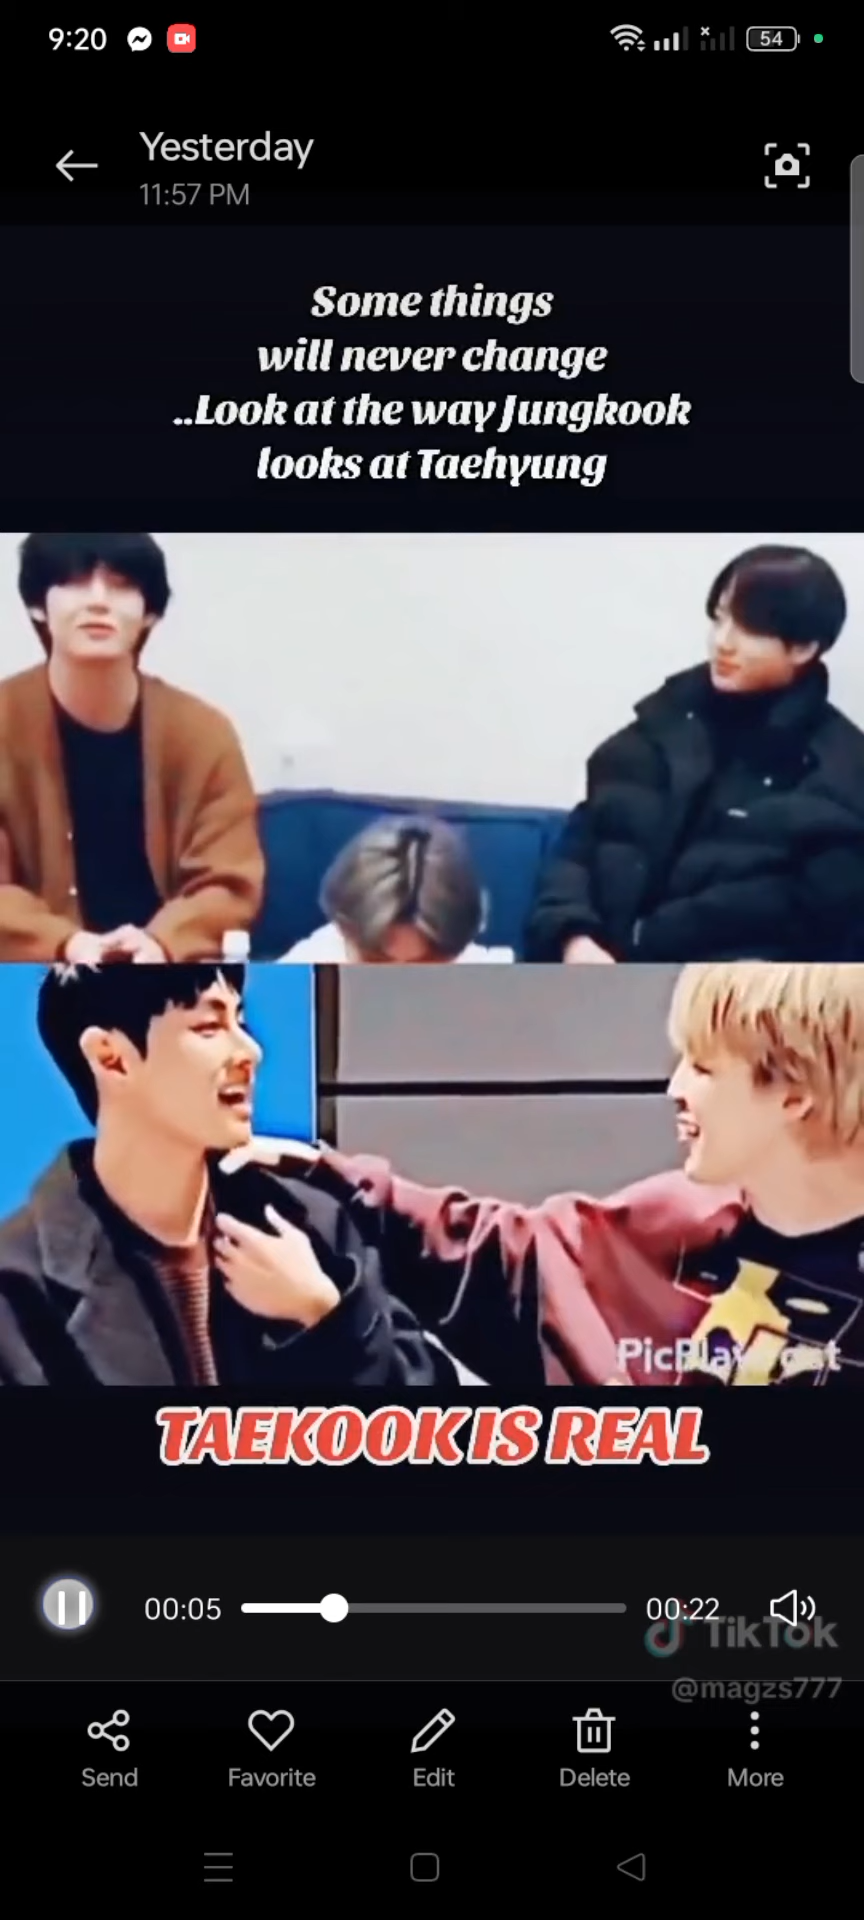 9:20
54
Yesterday
11:57 PM
Some things
will never change
..Look at the way Jungkook
looks at Taehyung
TAEKOOK IS REAL
00:05
00:22
TikTok
@magzs777
Send
Favorite
Edit
Delete
More